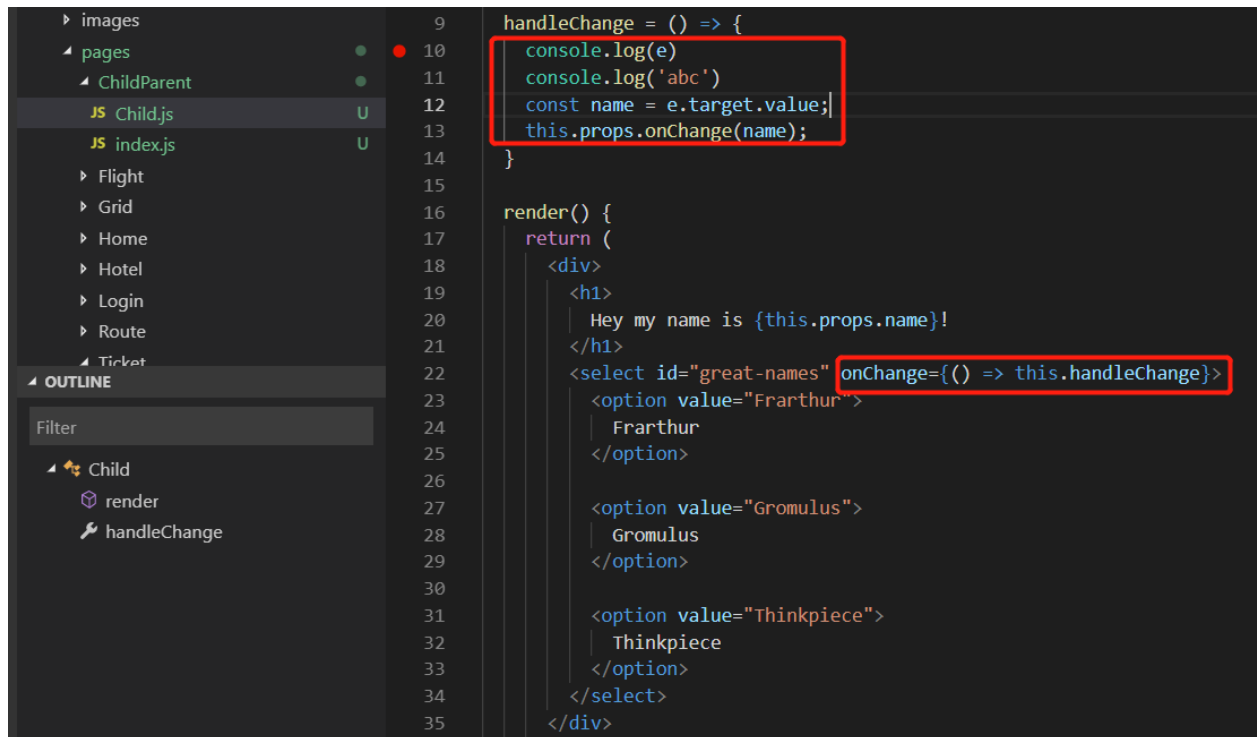 images
pages
ChildParent
JS Child.js U
JS index.js U
Flight
Grid
Home
Hotel
Login
Route
Ticket
OUTLINE
Filter
Child
render
handleChange
9 handleChange = () => {
10 console.log(e)
11 console.log('abc')
12 const name = e.target.value;
13 this.props.onChange(name);
14 }
15
16 render() {
17 return (
18 <div>
19 <h1>
20 Hey my name is {this.props.name}!
21 </h1>
22 <select id="great-names" onChange={() => this.handleChange}>
23 <option value="Frarthur">
24 Frarthur
25 </option>
26
27 <option value="Gromulus">
28 Gromulus
29 </option>
30
31 <option value="Thinkpiece">
32 Thinkpiece
33 </option>
34 </select>
35 </div>